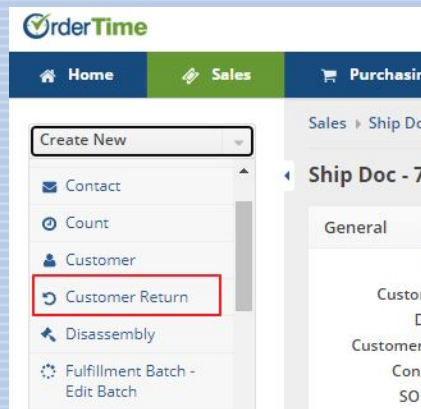 OrderTime
Home Sales Purchasin
Sales Ship Do
Create New
Ship Doc - 7
Contact
General
Count
Customer
Customer Return
Custo
D
Disassembly
Customer
Fulfillment Batch -
Con
Edit Batch
SO